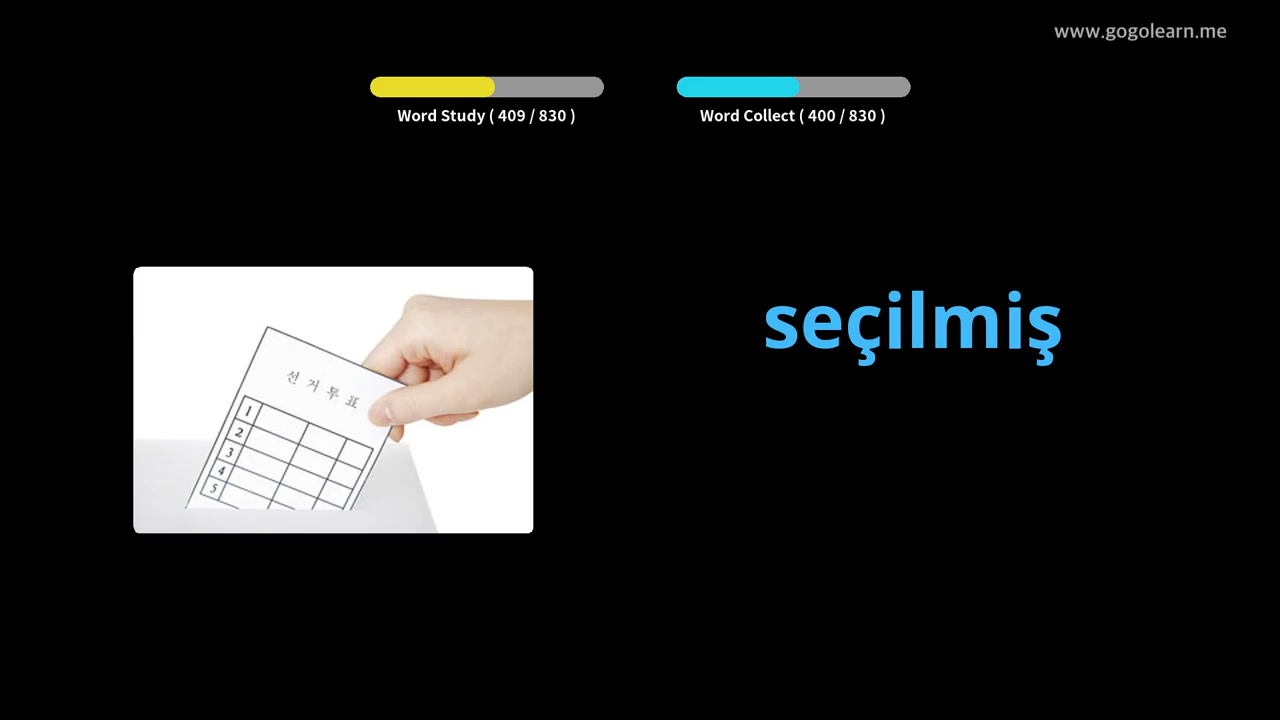 www.gogolearn.me
Word Study ( 409 / 830 )
Word Collect ( 400 / 830 )
선거투표
1
2
3
4
5
seçilmiş